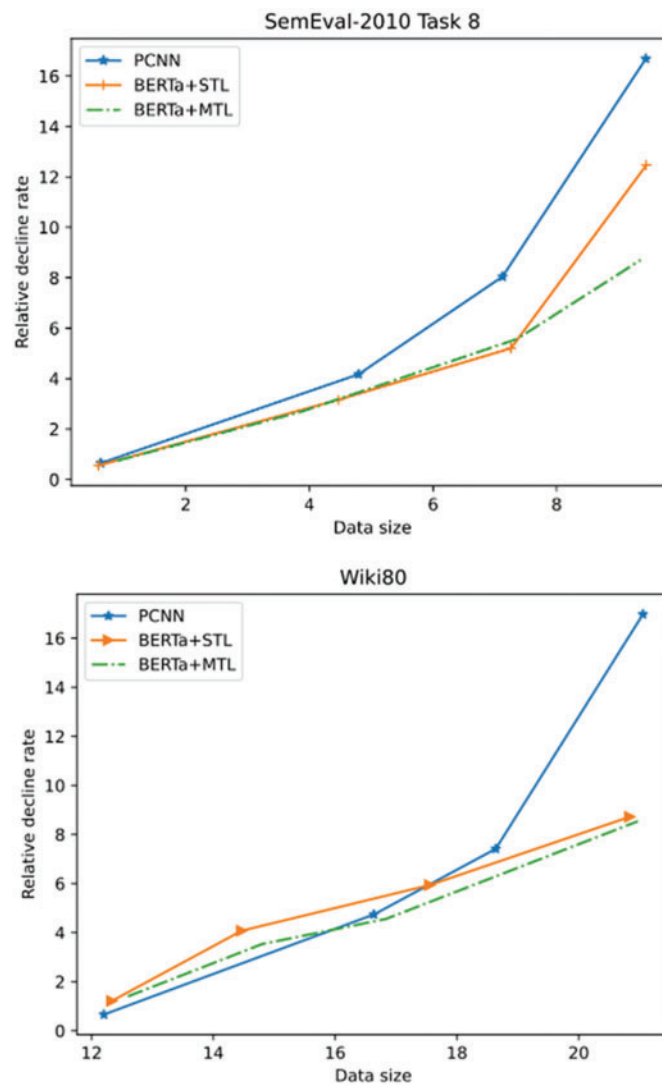 SemEval-2010 Task 8
PCNN
BERTa+STL
BERTa+MTL
16
14
12
10
8
6
4
2
0
Relative decline rate
2 4 6 8
Data size
Wiki80
PCNN
BERTa+STL
BERTa+MTL
16
14
12
10
8
6
4
2
0
Relative decline rate
12 14 16 18 20
Data size